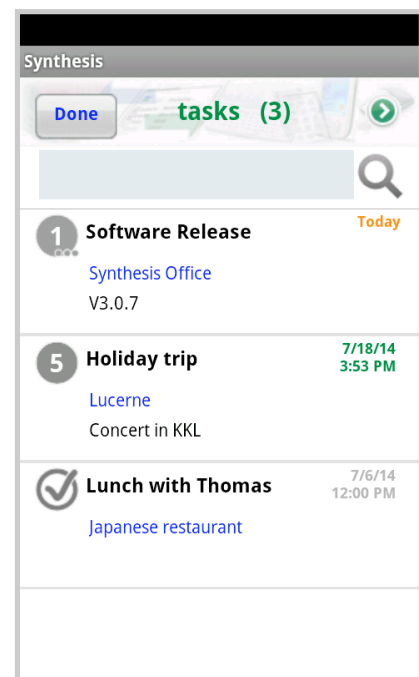 Synthesis
Done tasks (3)
1 Software Release Today
Synthesis Office
V3.0.7
5 Holiday trip 7/18/14
3:53 PM
Lucerne
Concert in KKL
Lunch with Thomas 7/6/14
12:00 PM
Japanese restaurant